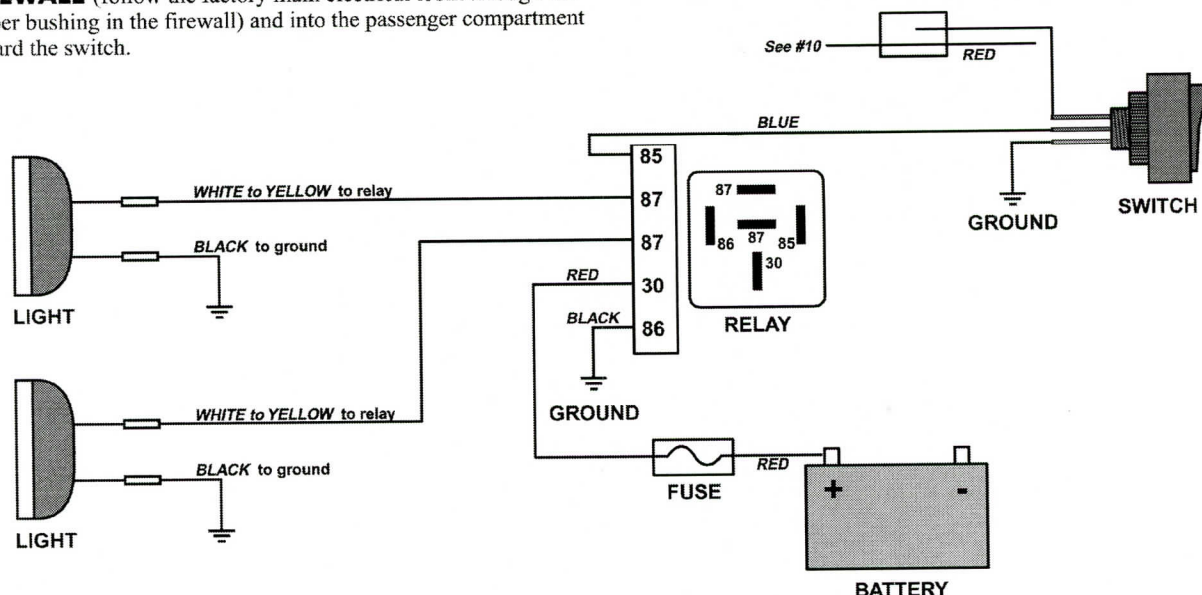 (follow the factory main electrical
bushing in the firewall) and into the passenger compartment
the switch.
See #10
RED
BLUE
SWITCH
GROUND
85
87
87
30
86
WHITE to YELLOW to relay
BLACK to ground
LIGHT
RED
BLACK
GROUND
87
86
87
85
30
RELAY
WHITE to YELLOW to relay
BLACK to ground
LIGHT
FUSE
RED
+
-
BATTERY